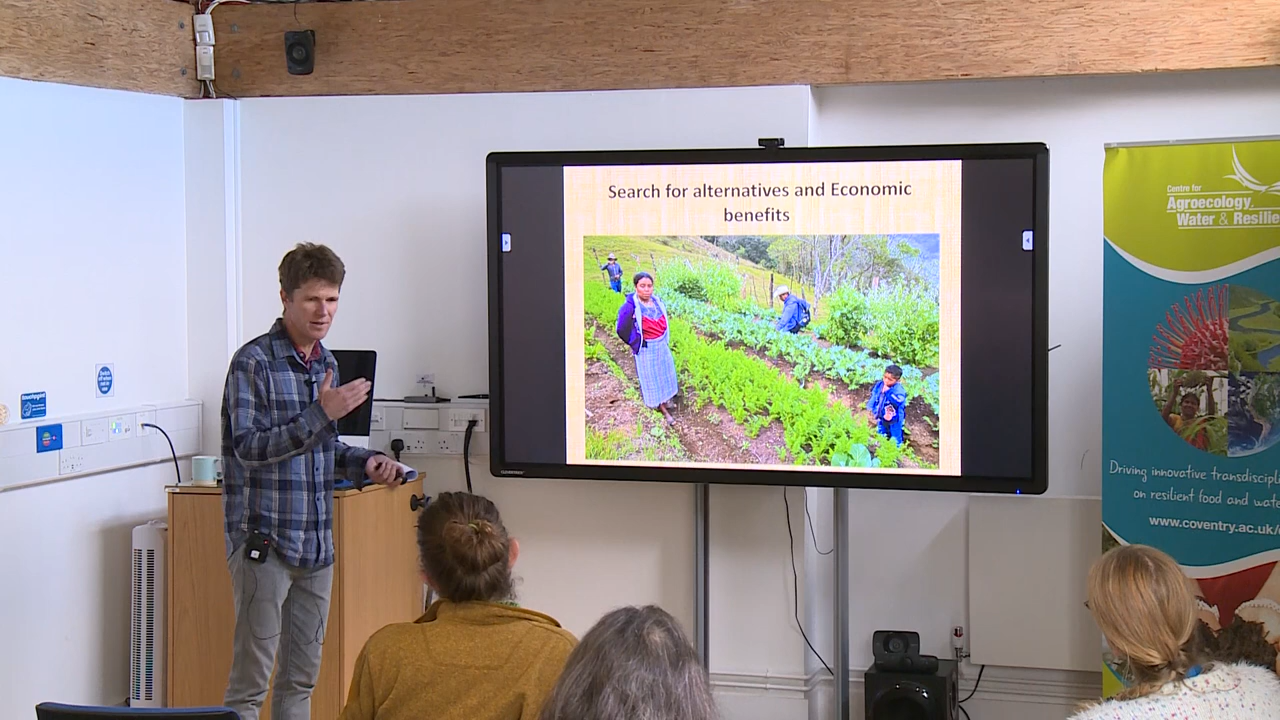 Search for alternatives and Economic
benefits
Centre for
Agroecology,
Water & Resilie
Driving innovative transdiscipli
on resilient food and wate
www.coventry.ac.uk/